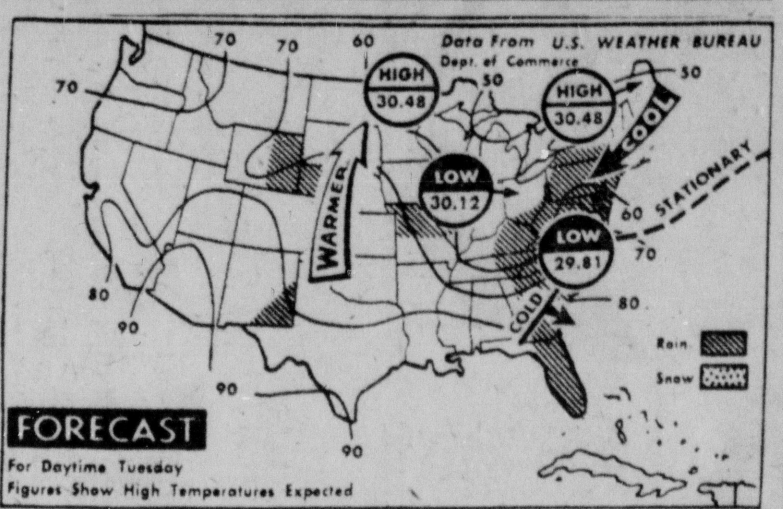 Data From U.S. WEATHER BUREAU
Dept. of Commerce
70 70 60
70
HIGH
30.48
50
HIGH
30.48
50
COOL
LOW
30.12
WARMER
STATIONARY
60
LOW
29.81
70
COLD
80
80
90
90
90
Rain
Snow
FORECAST
For Daytime Tuesday
Figures Show High Temperatures Expected